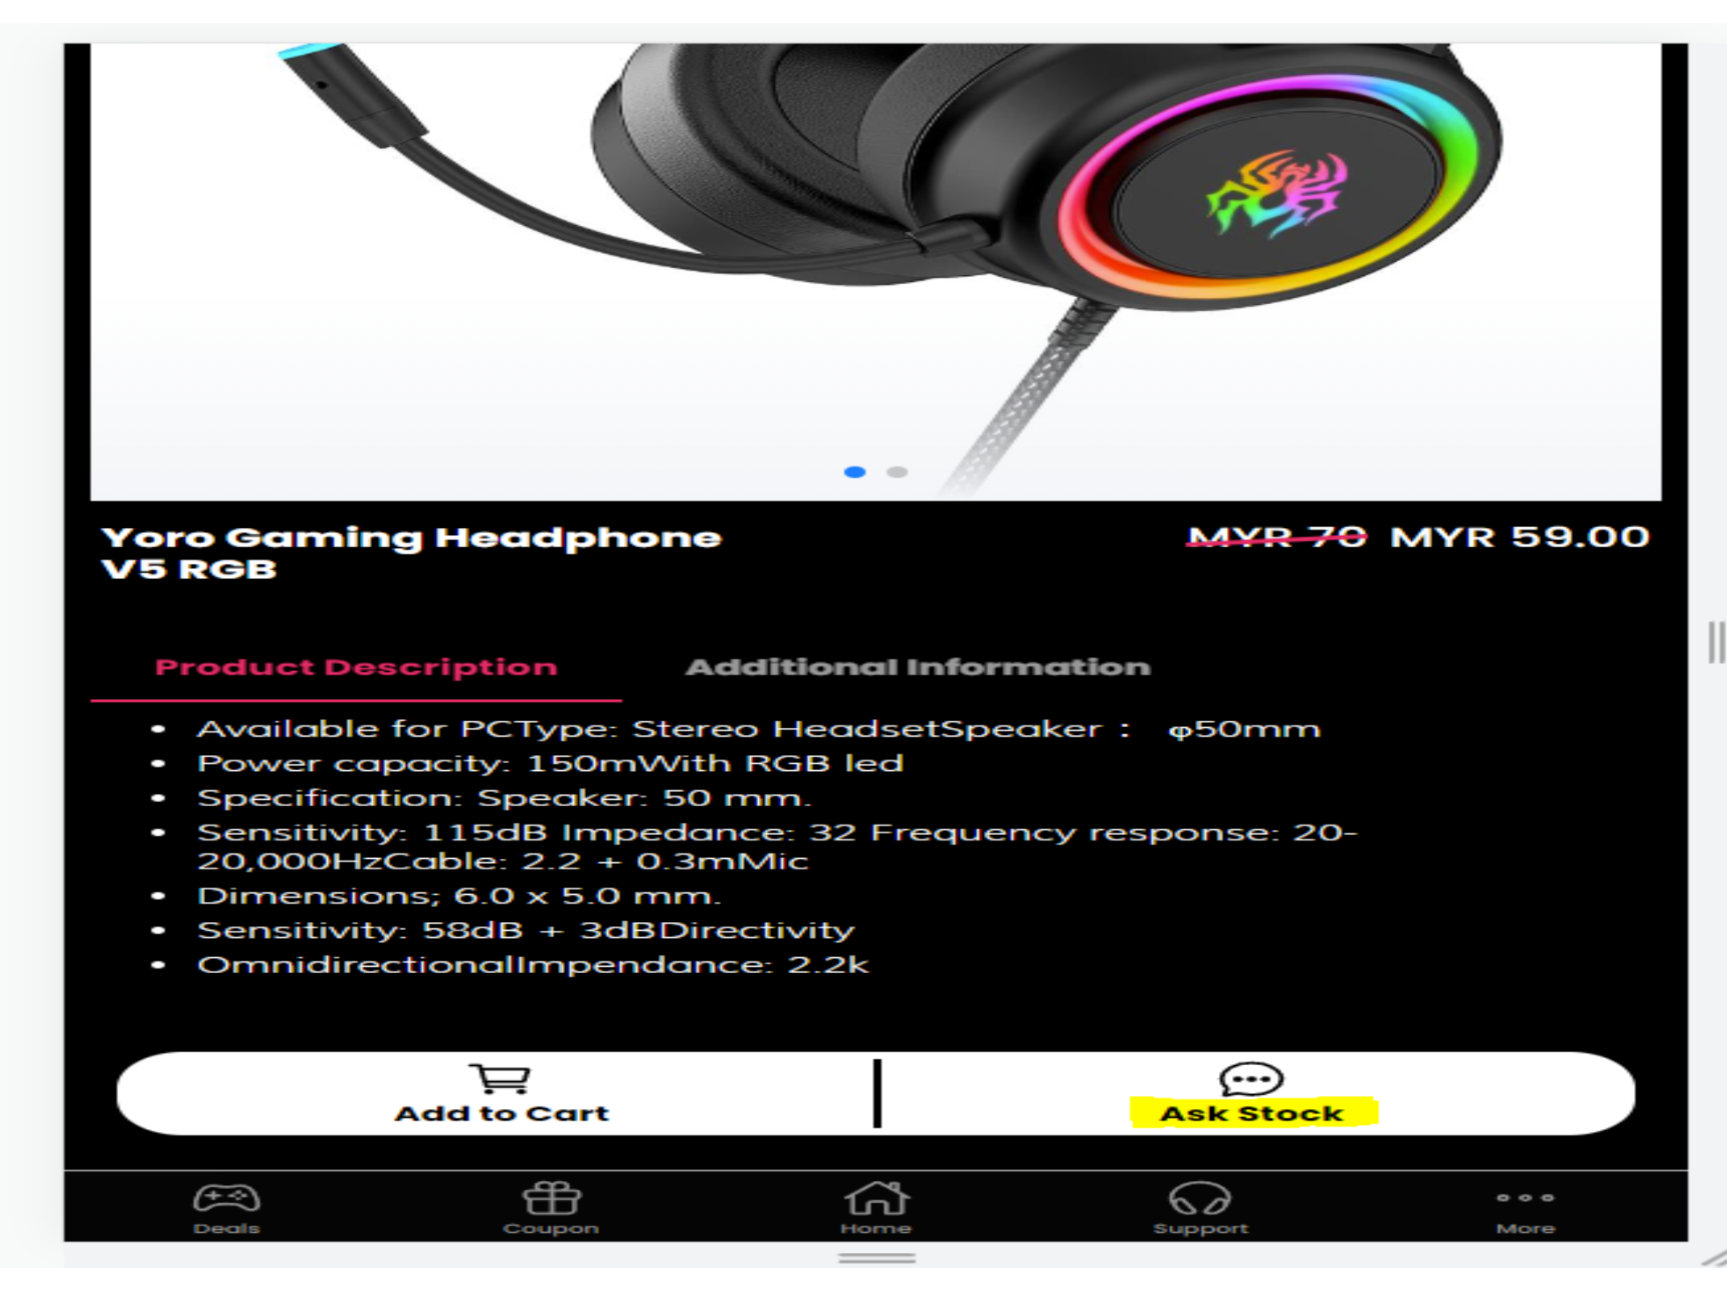 Yoro Gaming Headphone
V5 RGB
MYR 59.00
Product Description
Additional Information
• Available for PCType: Stereo HeadsetSpeaker： φ50mm
• Power capacity: 150mWith RGB led
• Specification: Speaker: 50 mm.
• Sensitivity: 115dB Impedance: 32 Frequency response: 20-
20,000HzCable: 2.2 + 0.3mMic
• Dimensions; 6.0 x 5.0 mm.
• Sensitivity: 58dB + 3dBDirectivity
• OmnidirectionalImpendance: 2.2k
Add to Cart
Ask Stock
Deals
Coupon
Home
Support
More